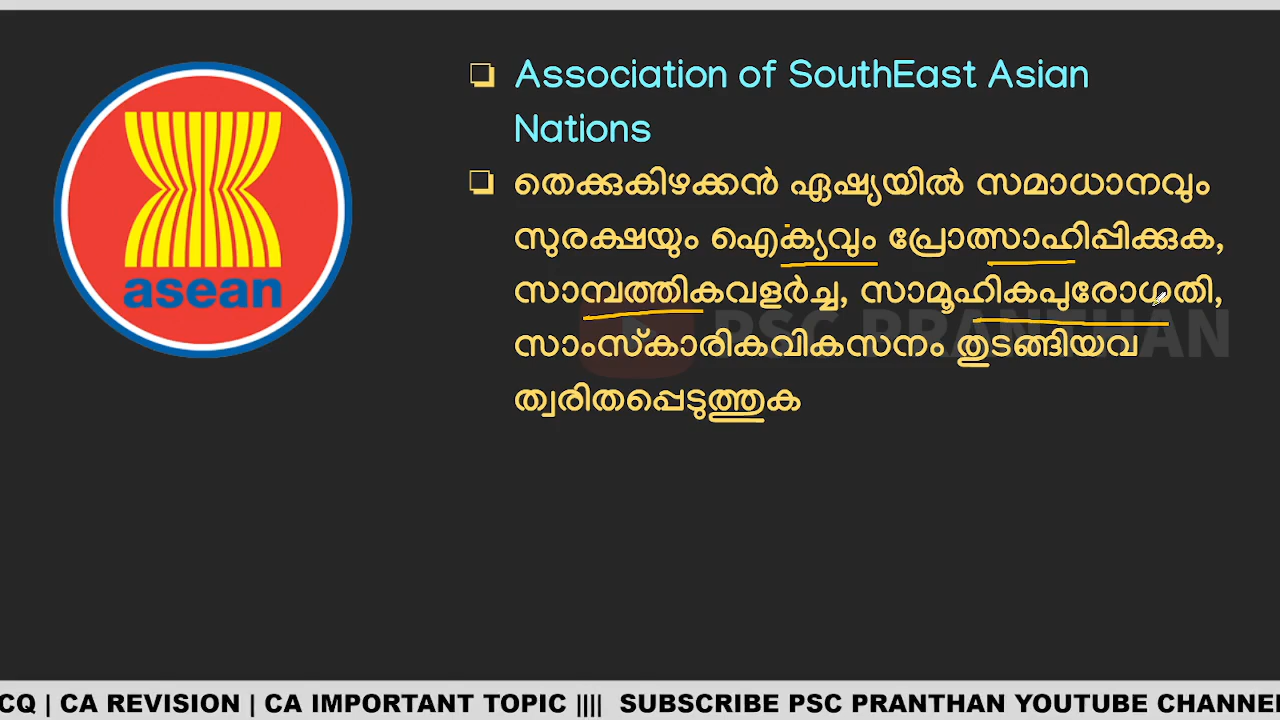 Association of SouthEast Asian
Nations
തെക്കുകിഴക്കൻ ഏഷ്യയിൽ സമാധാനവും
സുരക്ഷയും ഐക്യവും പ്രോത്സാഹിപ്പിക്കുക,
സാമ്പത്തികവളർച്ച, സാമൂഹികപുരോഗതി,
സാംസ്കാരികവികസനം തുടങ്ങിയവ
ത്വരിതപ്പെടുത്തുക
asean
PSC PRANTHAN
CQ | CA REVISION | CA IMPORTANT TOPIC |||| SUBSCRIBE PSC PRANTHAN YOUTUBE CHANNE